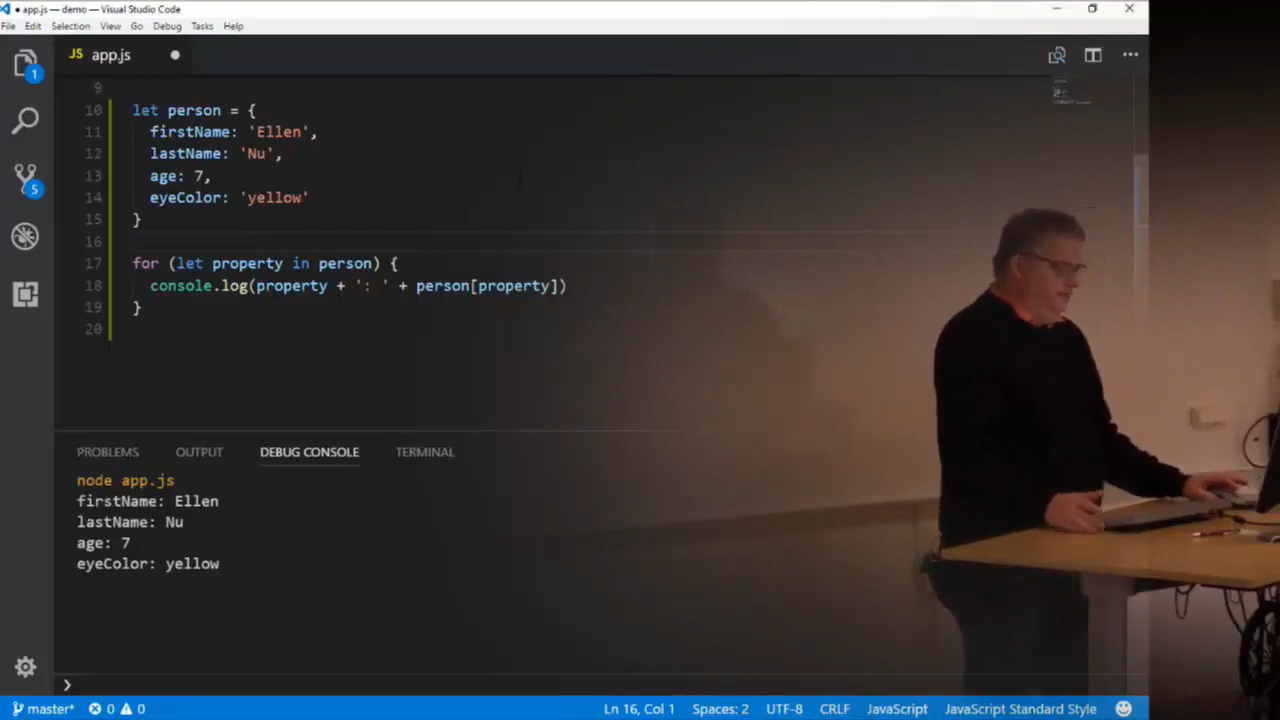 ● app.js — demo — Visual Studio Code
File Edit Selection View Go Debug Tasks Help
JS app.js ●
1
5
9
10 let person = {
11 firstName: 'Ellen',
12 lastName: 'Nu',
13 age: 7,
14 eyeColor: 'yellow'
15 }
16
17 for (let property in person) {
18 console.log(property + ': ' + person[property])
19 }
20
PROBLEMS OUTPUT DEBUG CONSOLE TERMINAL
node app.js
firstName: Ellen
lastName: Nu
age: 7
eyeColor: yellow
❯
master* 0 0 Ln 16, Col 1 Spaces: 2 UTF-8 CRLF JavaScript JavaScript Standard Style